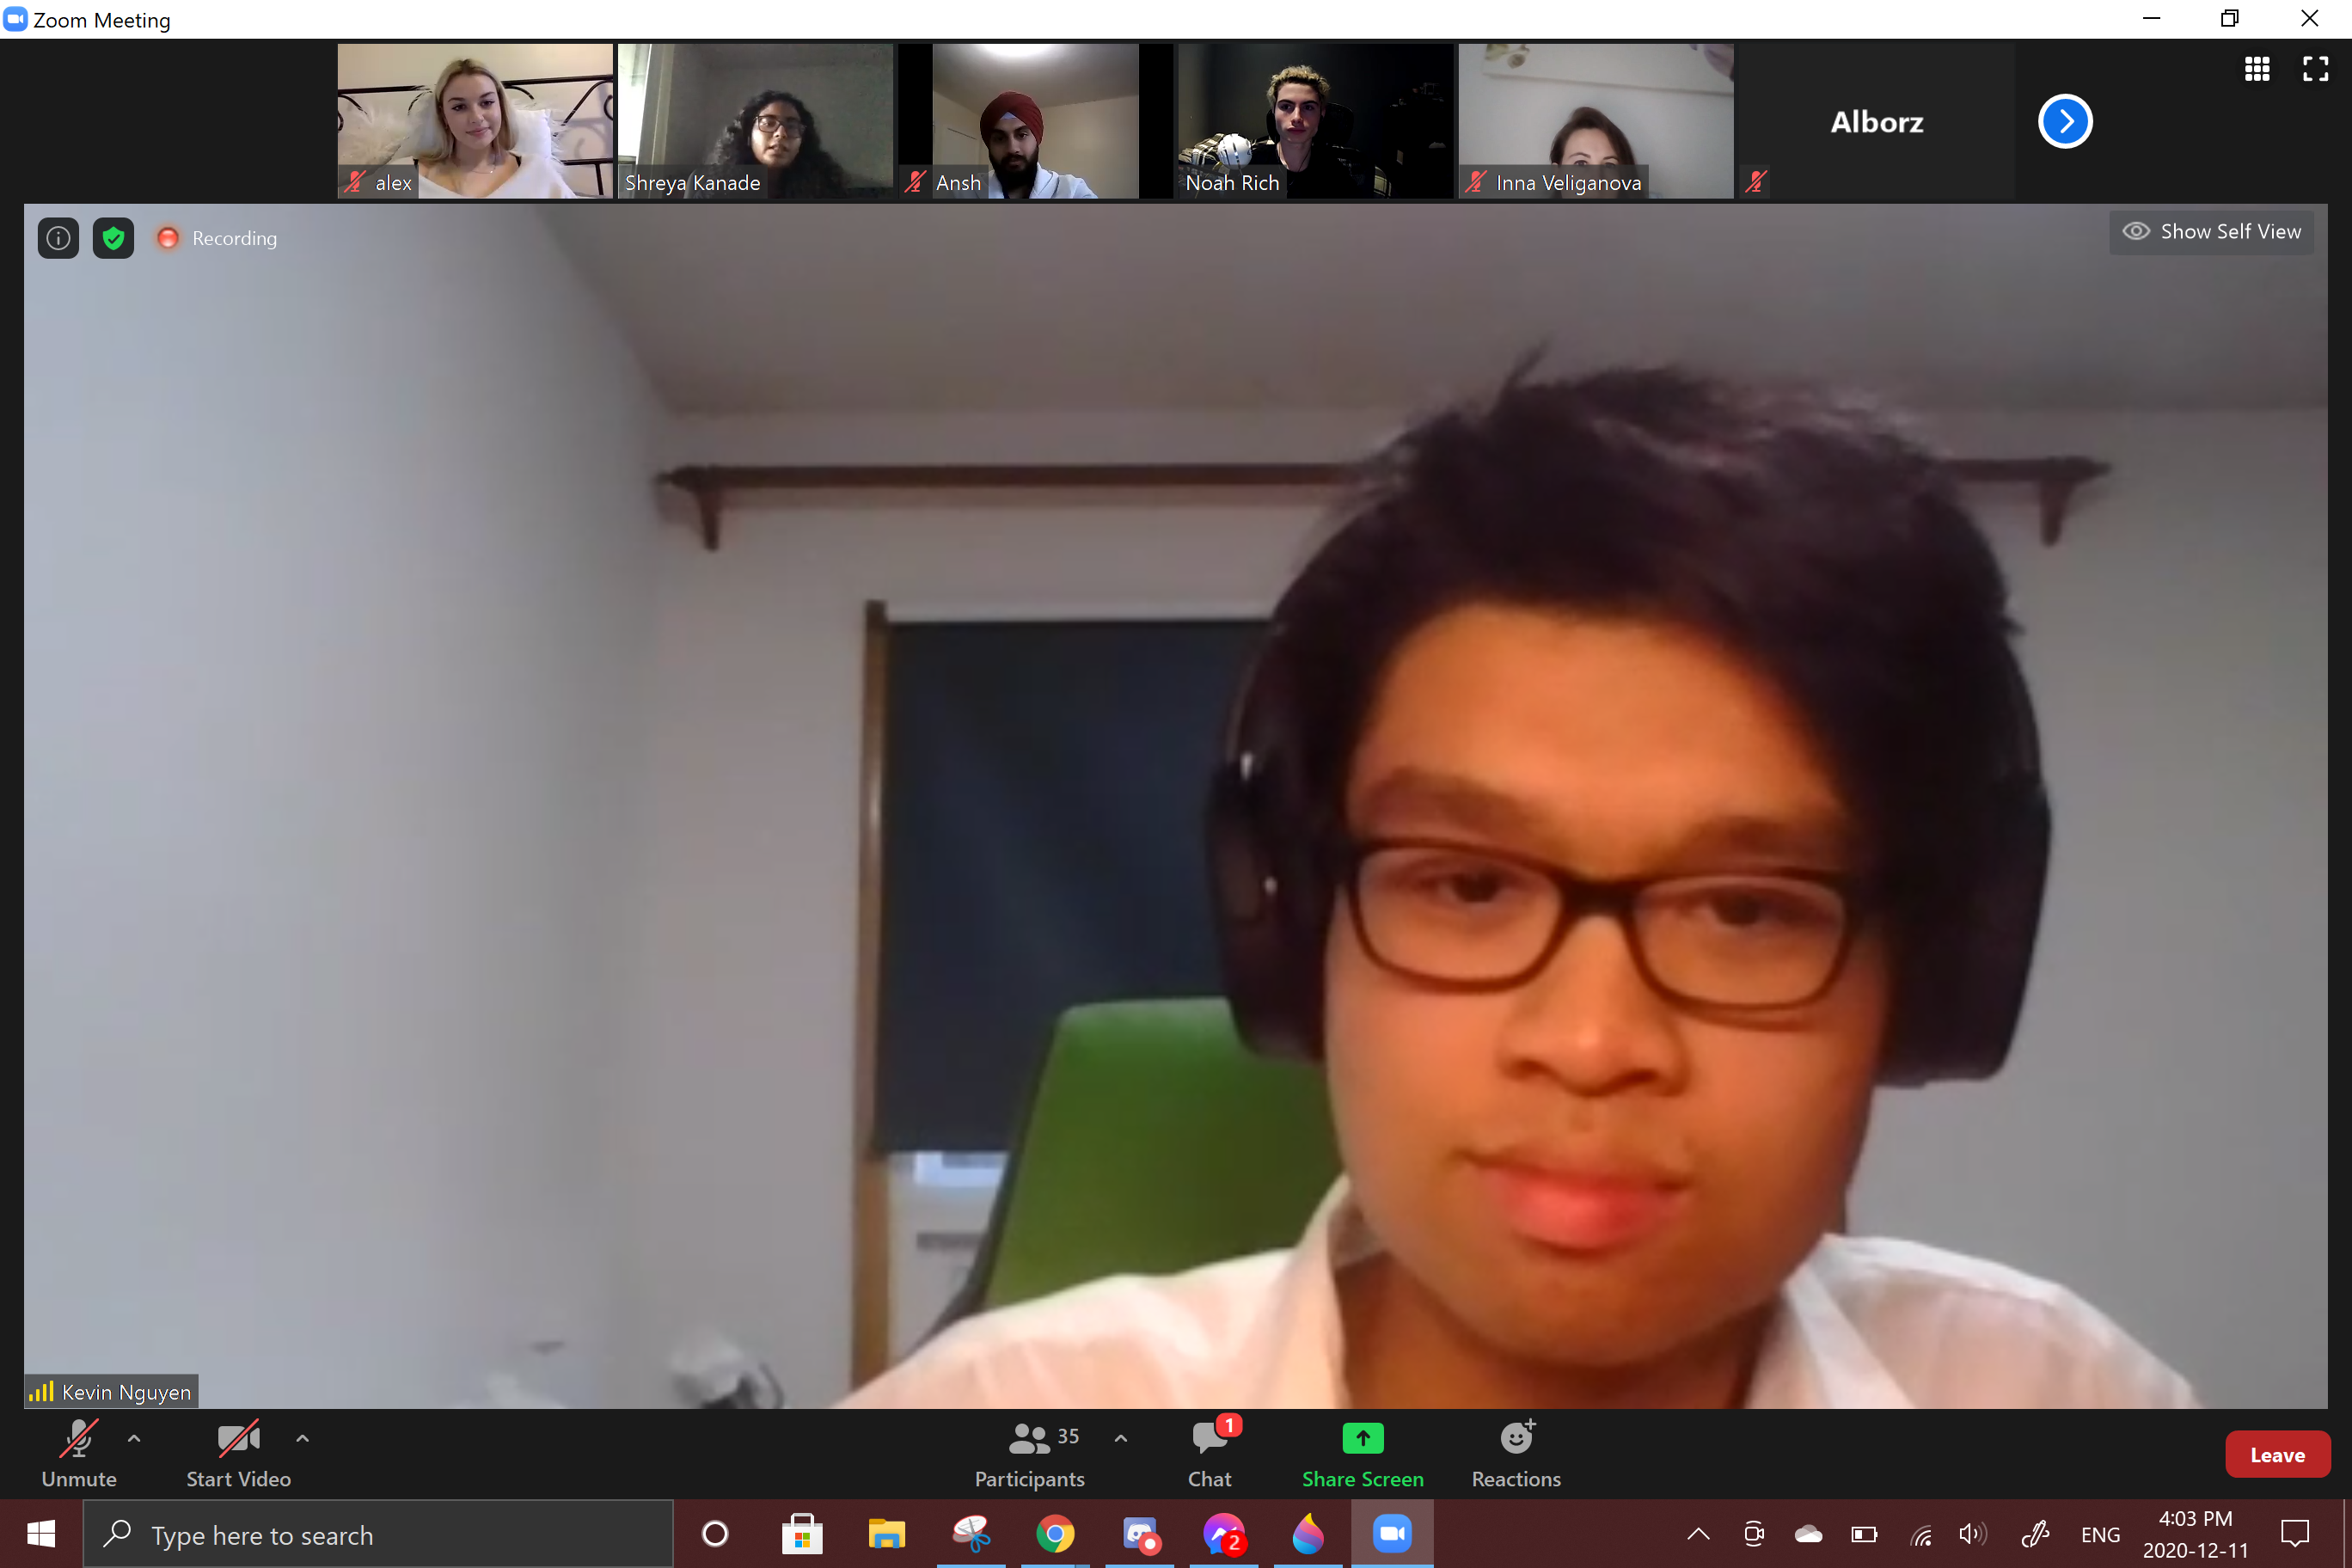 Zoom Meeting
alex
Shreya Kanade
Ansh
Noah Rich
Inna Veliganova
Alborz
Recording
Show Self View
Kevin Nguyen
Unmute
Start Video
35
Participants
1
Chat
Share Screen
Reactions
Leave
Type here to search
2
ENG
4:03 PM
2020-12-11